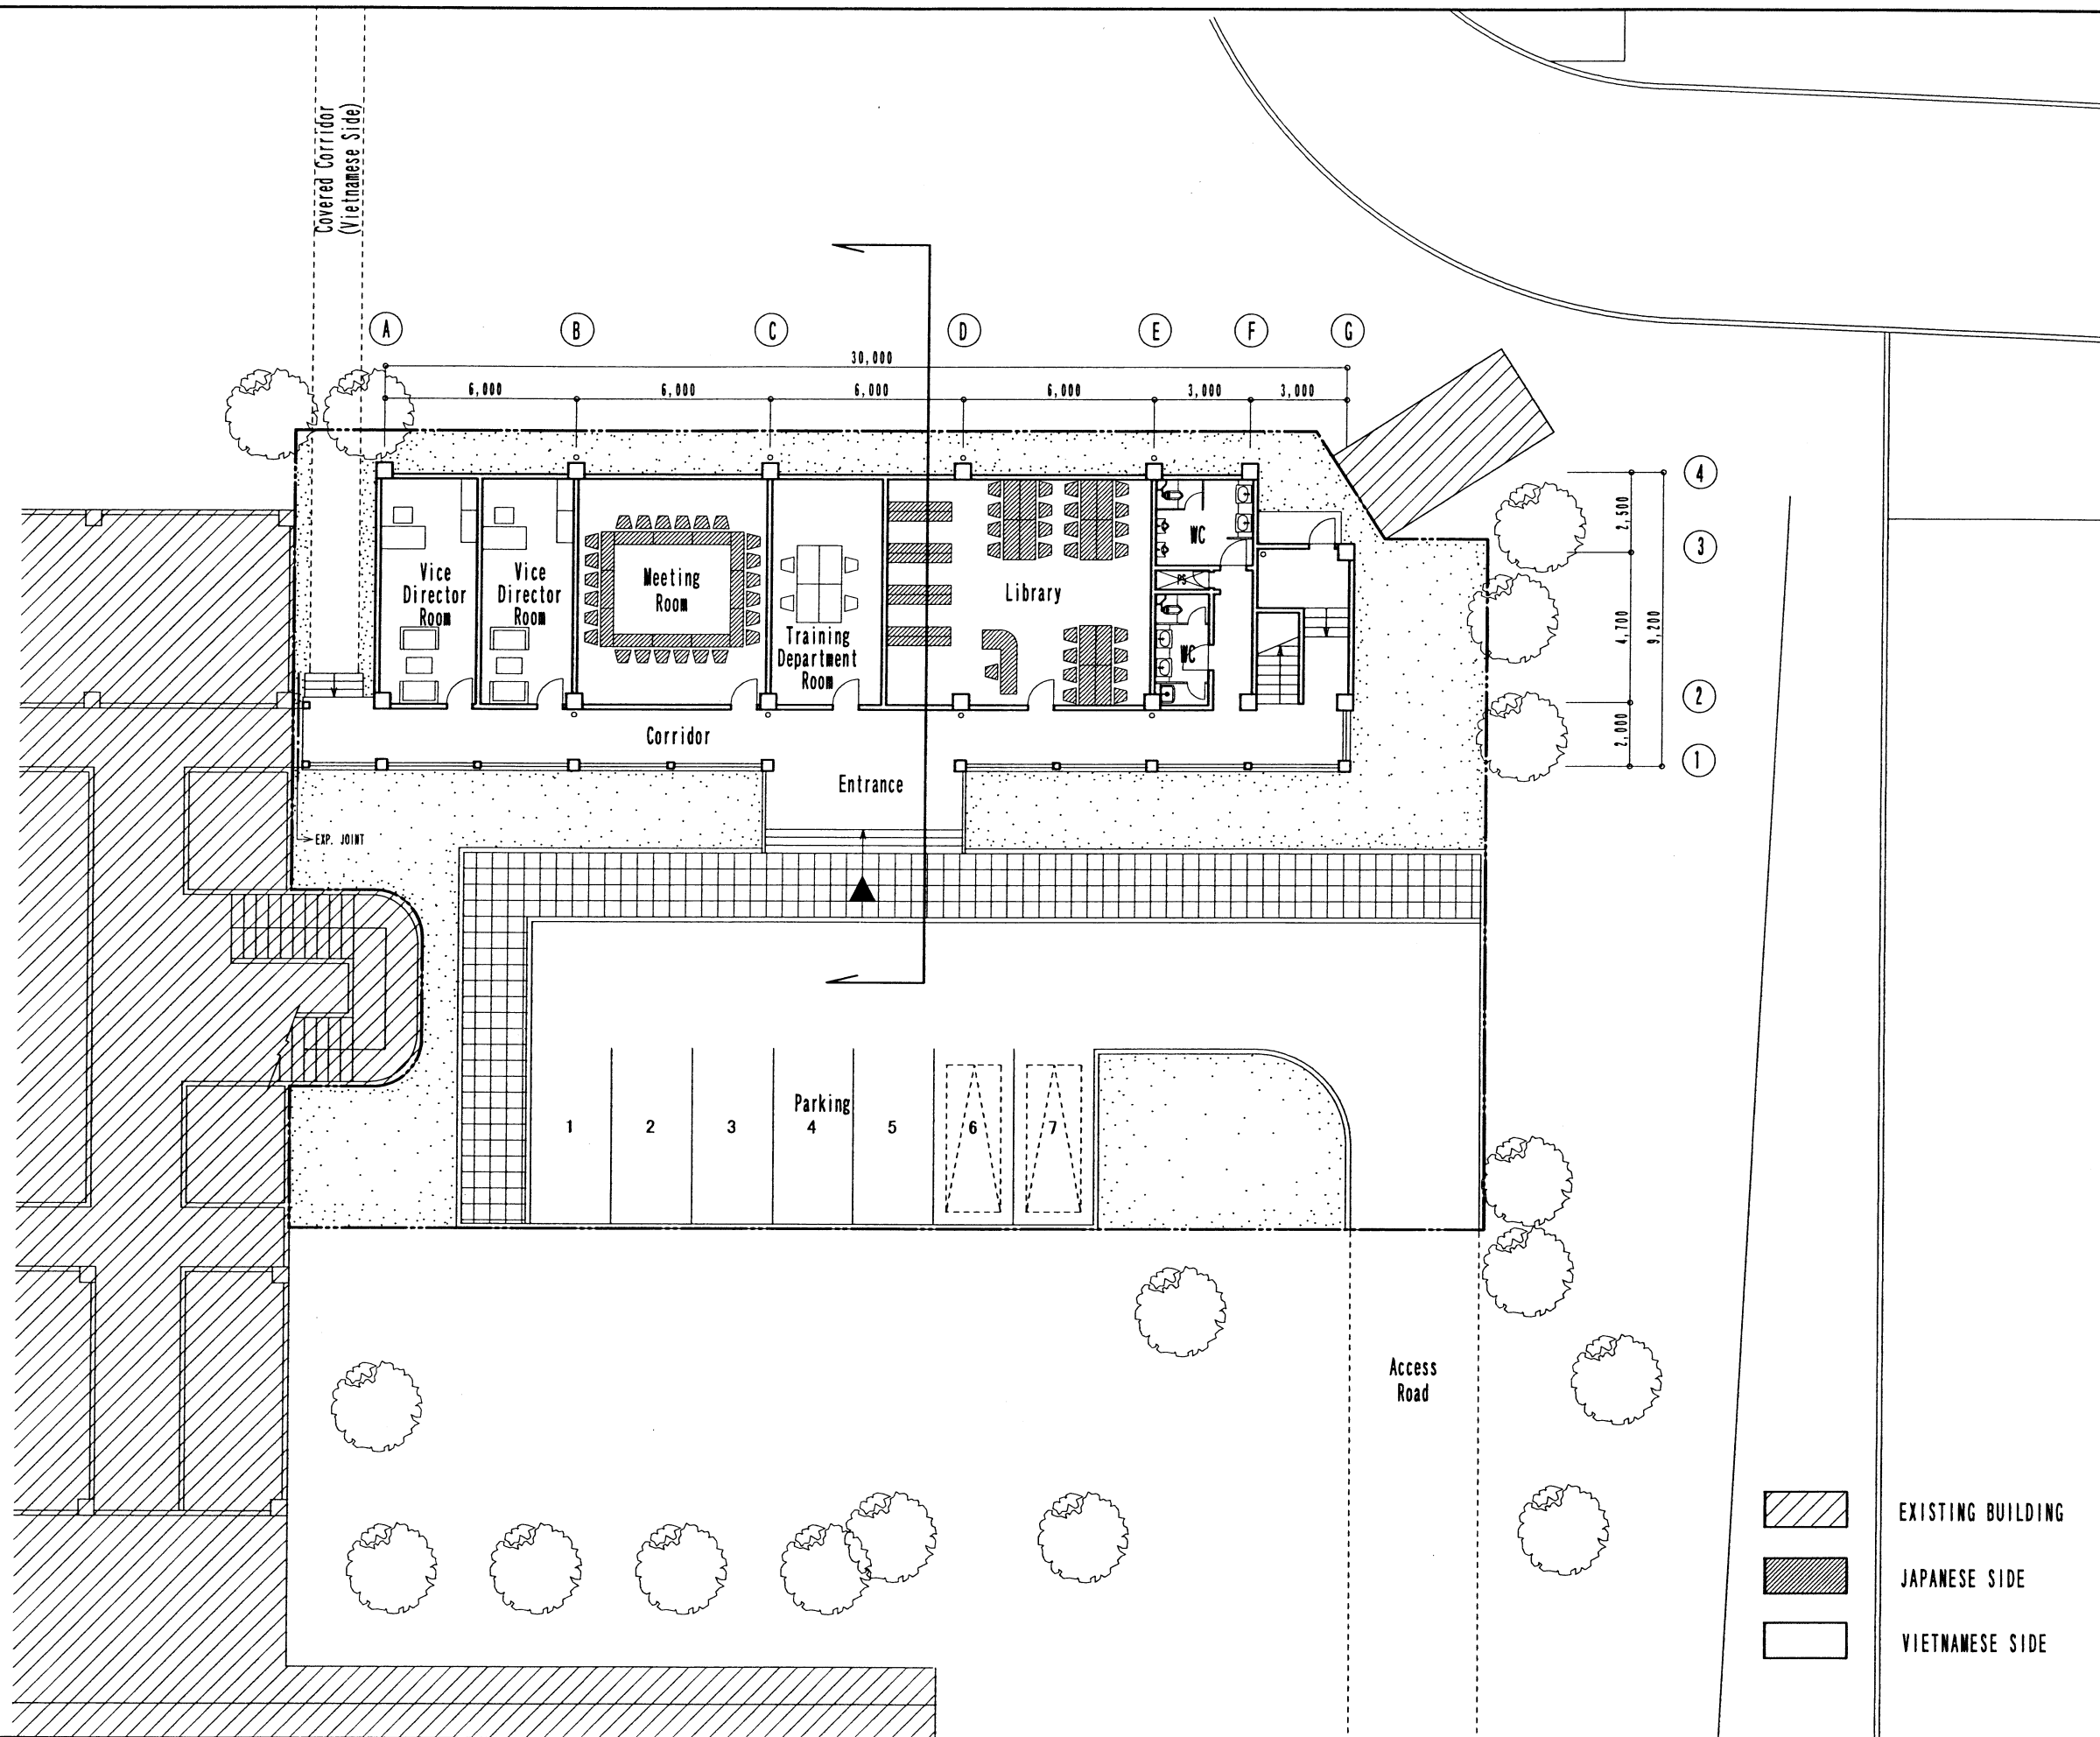 Covered Corridor
(Vietnamese Side)
A
B
C
D
E
F
G
30,000
6,000
6,000
6,000
6,000
3,000
3,000
4
3
2
1
2,500
4,700
9,200
2,000
Vice
Director
Room
Vice
Director
Room
Meeting
Room
Training
Department
Room
Library
WC
PS
WC
Corridor
Entrance
EXP. JOINT
Parking
1
2
3
4
5
6
7
Access
Road
EXISTING BUILDING
JAPANESE SIDE
VIETNAMESE SIDE